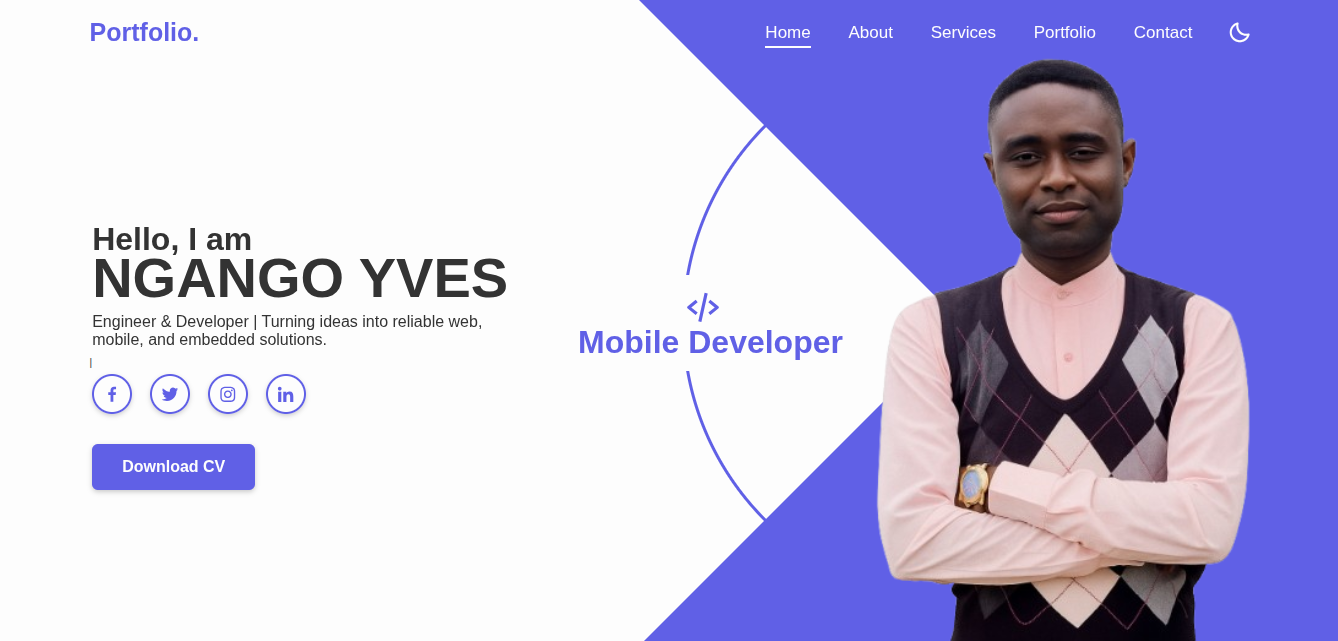 Portfolio.
Home
About
Services
Portfolio
Contact
Hello, I am
NGANGO YVES
Engineer & Developer | Turning ideas into reliable web,
mobile, and embedded solutions.
</>
Mobile Developer
Download CV